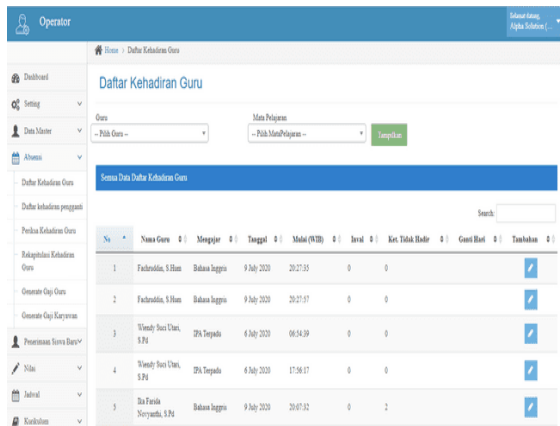 Operator
Selamat datang,
Alpha Solution (...
Home > Daftar Kehadiran Guru
Dashboard
Setting
Data Master
Absensi
Daftar Kehadiran Guru
Daftar kehadiran pengganti
Periksa Kehadiran Guru
Rekapitulasi Kehadiran
Guru
Generate Gaji Guru
Generate Gaji Karyawan
Penerimaan Siswa Baru
Nilai
Jadwal
Kurikulum
Daftar Kehadiran Guru
Guru Mata Pelajaran
-- Pilih Guru -- -- Pilih MataPelajaran -- Tampilkan
Semua Data Daftar Kehadiran Guru
Search:
No Nama Guru Mengajar Tanggal Mulai (WIB) Inval Ket. Tidak Hadir Ganti Hari Tambahan
1 Fachruddin, S.Hum Bahasa Inggris 9 July 2020 20:27:35 0 0
2 Fachruddin, S.Hum Bahasa Inggris 9 July 2020 20:27:57 0 0
3 Wendy Suci Utari, S.Pd IPA Terpadu 6 July 2020 06:54:39 0 0
4 Wendy Suci Utari, S.Pd IPA Terpadu 6 July 2020 17:56:17 0 0
5 Ika Farida Novyanthi, S.Pd Bahasa Inggris 9 July 2020 20:07:32 0 2